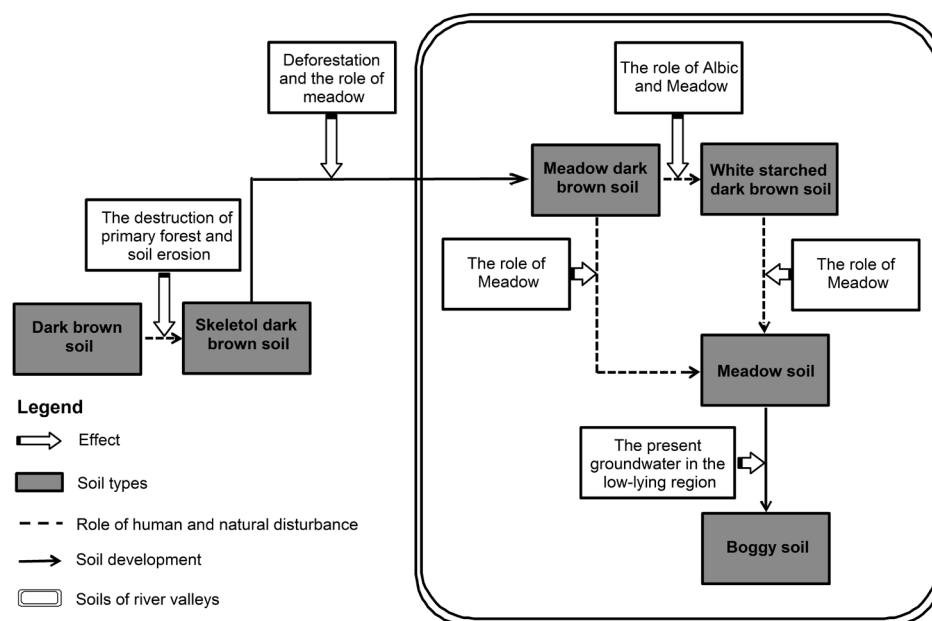 Deforestation
and the role of
meadow
The role of Albic
and Meadow
Meadow dark
brown soil
White starched
dark brown soil
The destruction of
primary forest and
soil erosion
The role of
Meadow
The role of
Meadow
Dark brown
soil
Skeletol dark
brown soil
Meadow soil
Legend
Effect
The present
groundwater in the
low-lying region
Soil types
Role of human and natural disturbance
Boggy soil
Soil development
Soils of river valleys